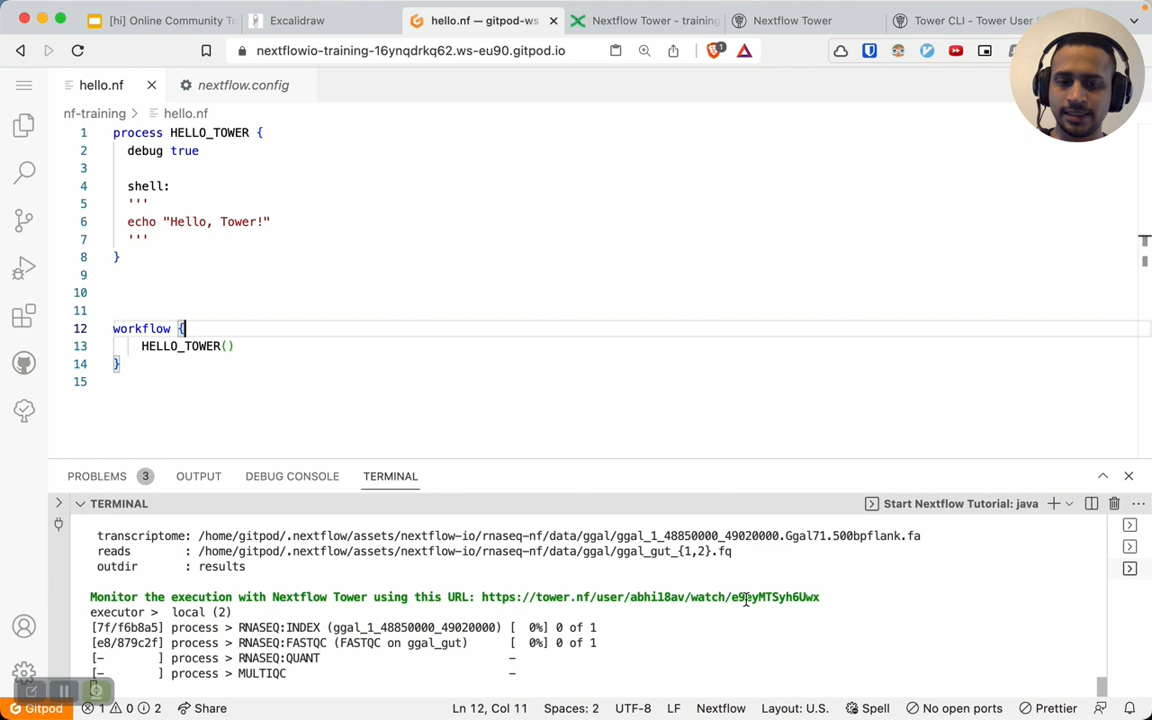 [hi] Online Community Tr
Excalidraw
hello.nf — gitpod-ws
Nextflow Tower - training
Nextflow Tower
Tower CLI - Tower User
nextflowio-training-16ynqdrkq62.ws-eu90.gitpod.io
1
hello.nf
nextflow.config
nf-training
hello.nf
1 process HELLO_TOWER {
2 debug true
3
4 shell:
5 '''
6 echo "Hello, Tower!"
7 '''
8 }
9
10
11
12 workflow {
13 HELLO_TOWER()
14 }
15
PROBLEMS 3 OUTPUT DEBUG CONSOLE TERMINAL
TERMINAL
Start Nextflow Tutorial: java
transcriptome: /home/gitpod/.nextflow/assets/nextflow-io/rnaseq-nf/data/ggal/ggal_1_48850000_49020000.Ggal71.500bpflank.fa
reads : /home/gitpod/.nextflow/assets/nextflow-io/rnaseq-nf/data/ggal/ggal_gut_{1,2}.fq
outdir : results
Monitor the execution with Nextflow Tower using this URL:
executor > local (2)
[7f/f6b8a5] process > RNASEQ:INDEX (ggal_1_48850000_49020000) [ 0%] 0 of 1
[e8/879c2f] process > RNASEQ:FASTQC (FASTQC on ggal_gut) [ 0%] 0 of 1
[- ] process > RNASEQ:QUANT -
[- ] process > MULTIQC -
Gitpod 1 0 2 Share Ln 12, Col 11 Spaces: 2 UTF-8 LF Nextflow Layout: U.S. Spell No open ports Prettier